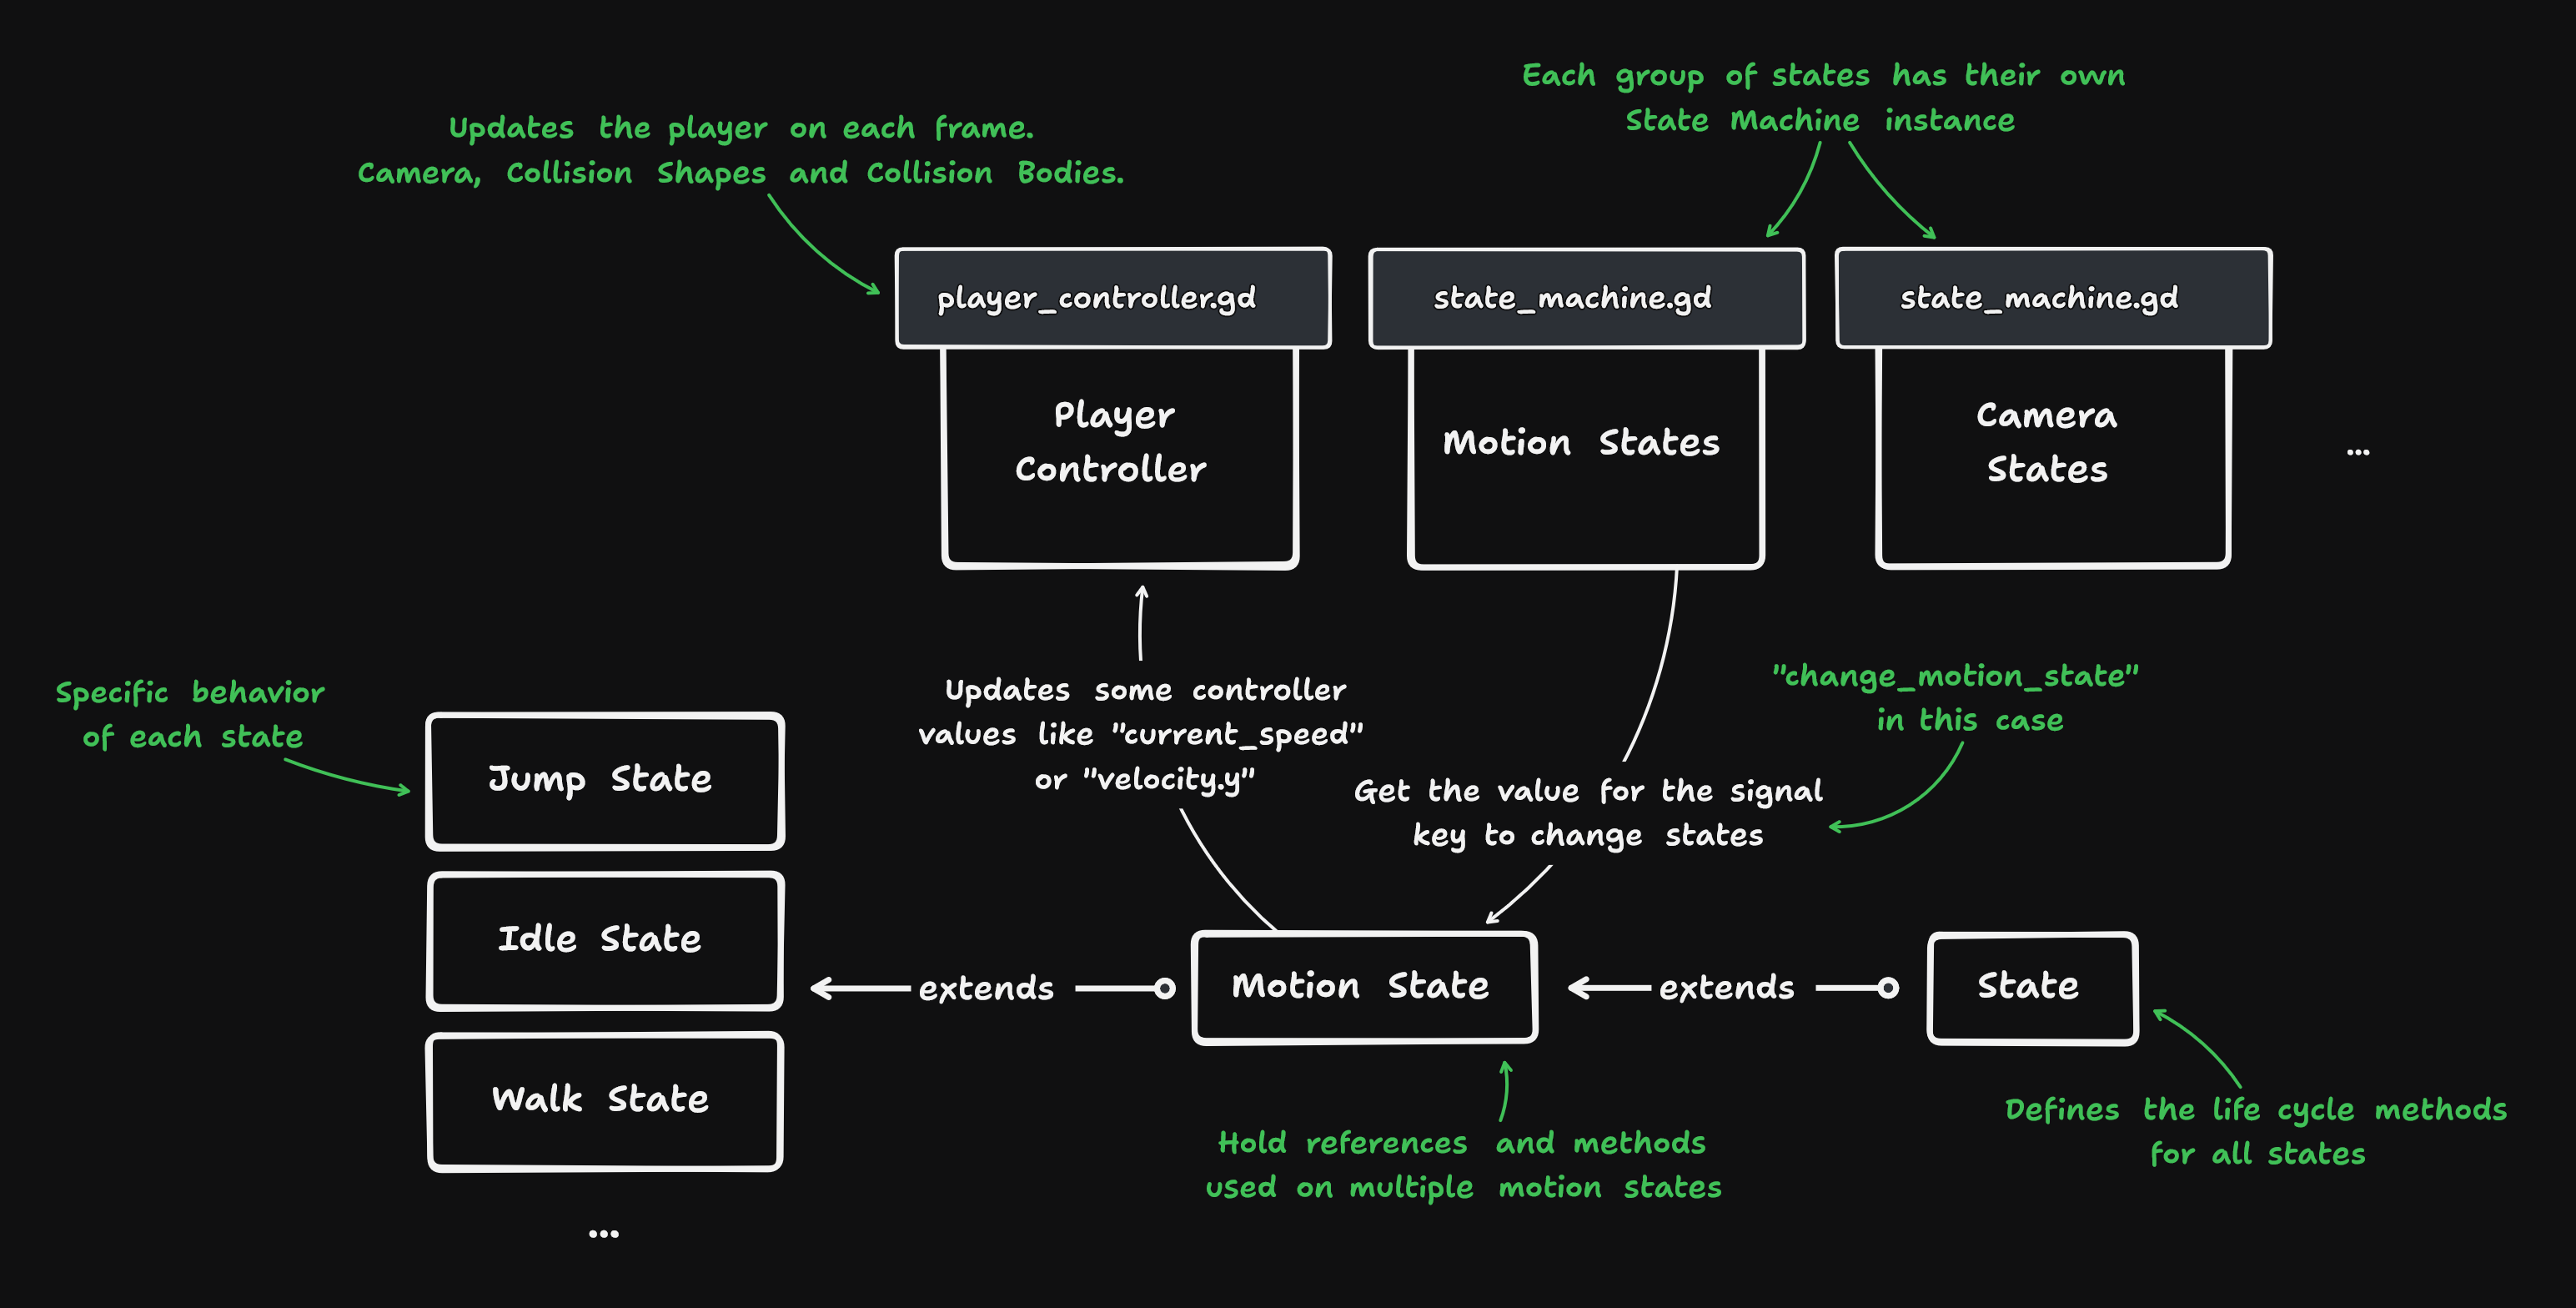 Each group of states has their own
State Machine instance
Updates the player on each frame.
Camera, Collision Shapes and Collision Bodies.
player_controller.gd
state_machine.gd
state_machine.gd
Player
Controller
Motion States
Camera
States
...
Specific behavior
of each state
Updates some controller
values like "current_speed"
or "velocity.y"
"change_motion_state"
in this case
Get the value for the signal
key to change states
Jump State
Idle State
Walk State
...
extends
Motion State
extends
State
Hold references and methods
used on multiple motion states
Defines the life cycle methods
for all states